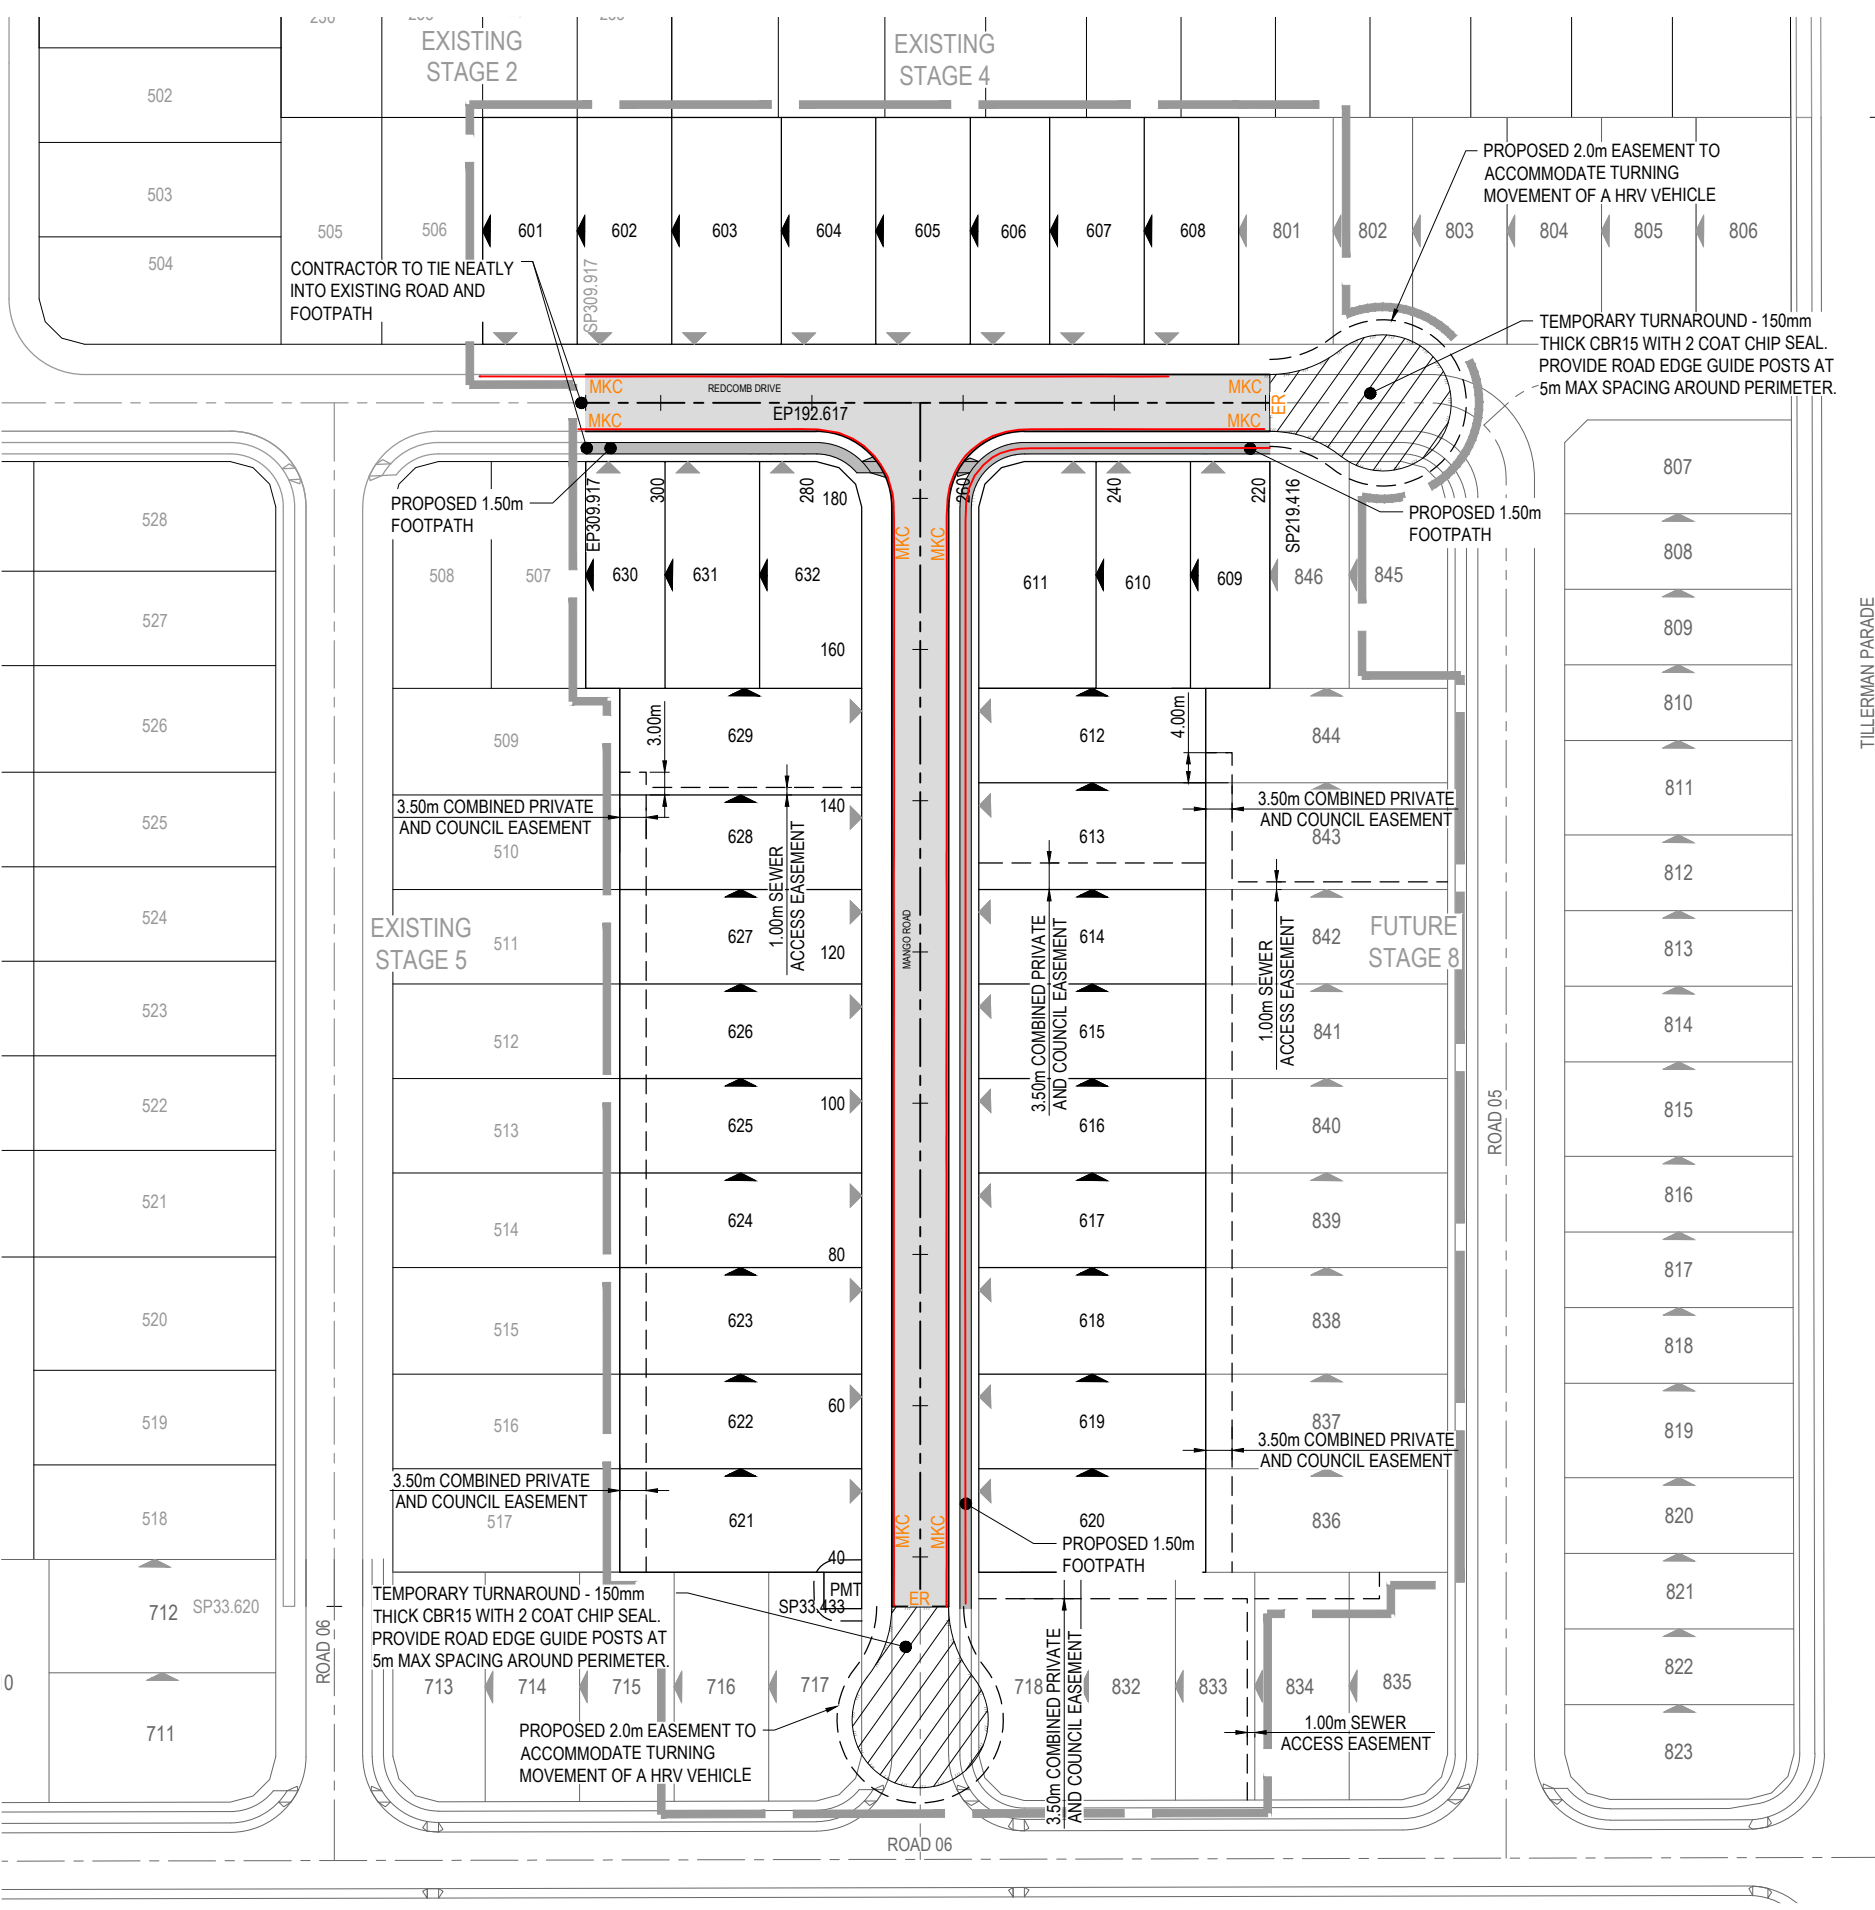 EXISTING
STAGE 2
EXISTING
STAGE 4
502
503
504
505
506
601
602
603
604
605
606
607
608
801
802
803
804
805
806
PROPOSED 2.0m EASEMENT TO
ACCOMMODATE TURNING
MOVEMENT OF A HRV VEHICLE
CONTRACTOR TO TIE NEATLY
INTO EXISTING ROAD AND
FOOTPATH
SP309.917
TEMPORARY TURNAROUND - 150mm
THICK CBR15 WITH 2 COAT CHIP SEAL.
PROVIDE ROAD EDGE GUIDE POSTS AT
5m MAX SPACING AROUND PERIMETER.
MKC
REDCOMB DRIVE
MKC
ER
MKC
EP192.617
MKC
PROPOSED 1.50m
FOOTPATH
EP309.917
300
280
180
260
240
220
SP219.416
PROPOSED 1.50m
FOOTPATH
MKC
MKC
528
508
507
630
631
632
611
610
609
846
845
807
808
527
160
809
TILLERMAN PARADE
526
509
3.00m
629
612
4.00m
844
810
811
3.50m COMBINED PRIVATE
AND COUNCIL EASEMENT
140
3.50m COMBINED PRIVATE
AND COUNCIL EASEMENT
525
510
628
1.00m SEWER
ACCESS EASEMENT
613
843
812
524
EXISTING
STAGE 5
511
627
120
MANGO ROAD
3.50m COMBINED PRIVATE
AND COUNCIL EASEMENT
614
1.00m SEWER
ACCESS EASEMENT
842
FUTURE
STAGE 8
813
523
512
626
615
841
814
522
513
625
100
616
840
ROAD 05
815
521
514
624
617
839
816
80
817
520
515
623
618
838
818
519
516
622
60
619
837
819
3.50m COMBINED PRIVATE
AND COUNCIL EASEMENT
3.50m COMBINED PRIVATE
AND COUNCIL EASEMENT
518
517
621
MKC
MKC
620
836
820
PROPOSED 1.50m
FOOTPATH
40
PMT
ER
SP33.433
TEMPORARY TURNAROUND - 150mm
THICK CBR15 WITH 2 COAT CHIP SEAL.
PROVIDE ROAD EDGE GUIDE POSTS AT
5m MAX SPACING AROUND PERIMETER.
712
SP33.620
821
ROAD 06
822
0
713
714
715
716
717
718
3.50m COMBINED PRIVATE
AND COUNCIL EASEMENT
832
833
834
835
711
PROPOSED 2.0m EASEMENT TO
ACCOMMODATE TURNING
MOVEMENT OF A HRV VEHICLE
1.00m SEWER
ACCESS EASEMENT
823
ROAD 06